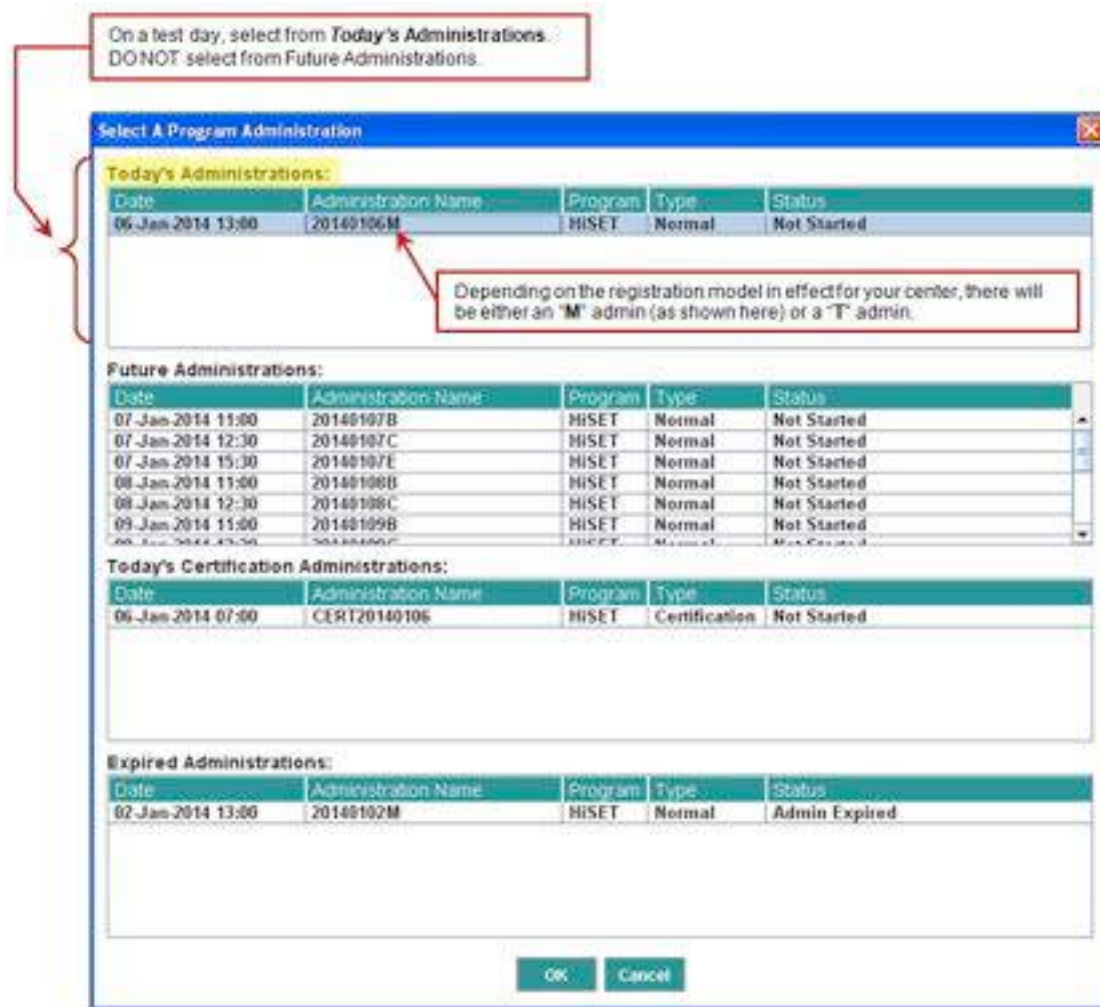 On a test day, select from Today's Administrations.
DO NOT select from Future Administrations.
Select A Program Administration
Today's Administrations:
Date Administration Name Program Type Status
06-Jan-2014 13:00 20140106M HiSET Normal Not Started
Depending on the registration model in effect for your center, there will
be either an "M" admin (as shown here) or a "T" admin.
Future Administrations:
Date Administration Name Program Type Status
07-Jan-2014 11:00 20140107B HiSET Normal Not Started
07-Jan-2014 12:30 20140107C HiSET Normal Not Started
07-Jan-2014 15:30 20140107E HiSET Normal Not Started
08-Jan-2014 11:00 20140108B HiSET Normal Not Started
08-Jan-2014 12:30 20140108C HiSET Normal Not Started
09-Jan-2014 11:00 20140109B HiSET Normal Not Started
Today's Certification Administrations:
Date Administration Name Program Type Status
06-Jan-2014 07:00 CERT20140106 HiSET Certification Not Started
Expired Administrations:
Date Administration Name Program Type Status
02-Jan-2014 13:00 20140102M HiSET Normal Admin Expired
OK Cancel